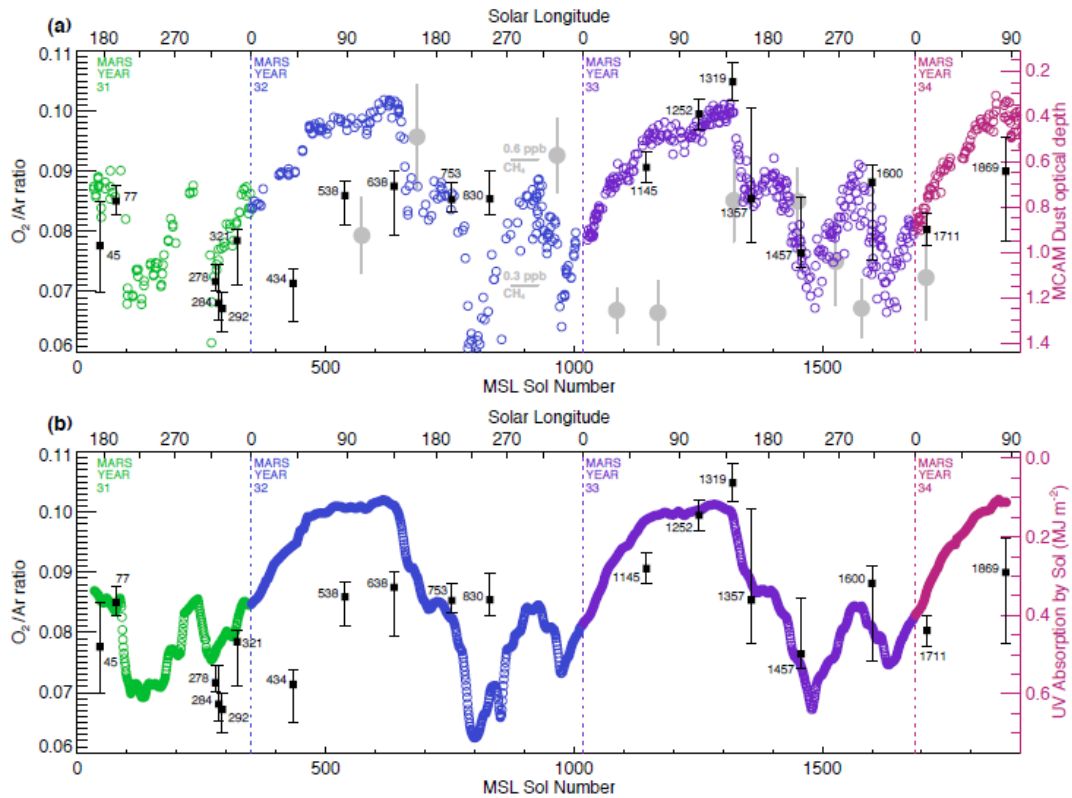 Solar Longitude
(a)
180 270 0 90 180 270 0 90 180 270 0 90
0.11
0.10
0.09
0.08
0.07
0.06
O2/Ar ratio
MARS
YEAR
31
MARS
YEAR
32
MARS
YEAR
33
MARS
YEAR
34
0.6 ppb
CH4
0.3 ppb
CH4
45
77
278
284
292
321
434
538
638
753
830
1145
1252
1319
1357
1457
1600
1711
1869
0.2
0.4
0.6
0.8
1.0
1.2
1.4
MCAM Dust optical depth
0 500 1000 1500
MSL Sol Number
Solar Longitude
(b)
180 270 0 90 180 270 0 90 180 270 0 90
0.11
0.10
0.09
0.08
0.07
0.06
O2/Ar ratio
MARS
YEAR
31
MARS
YEAR
32
MARS
YEAR
33
MARS
YEAR
34
45
77
278
284
292
321
434
538
638
753
830
1145
1252
1319
1357
1457
1600
1711
1869
0.0
0.2
0.4
0.6
UV Absorption by Sol (MJ m-2)
0 500 1000 1500
MSL Sol Number